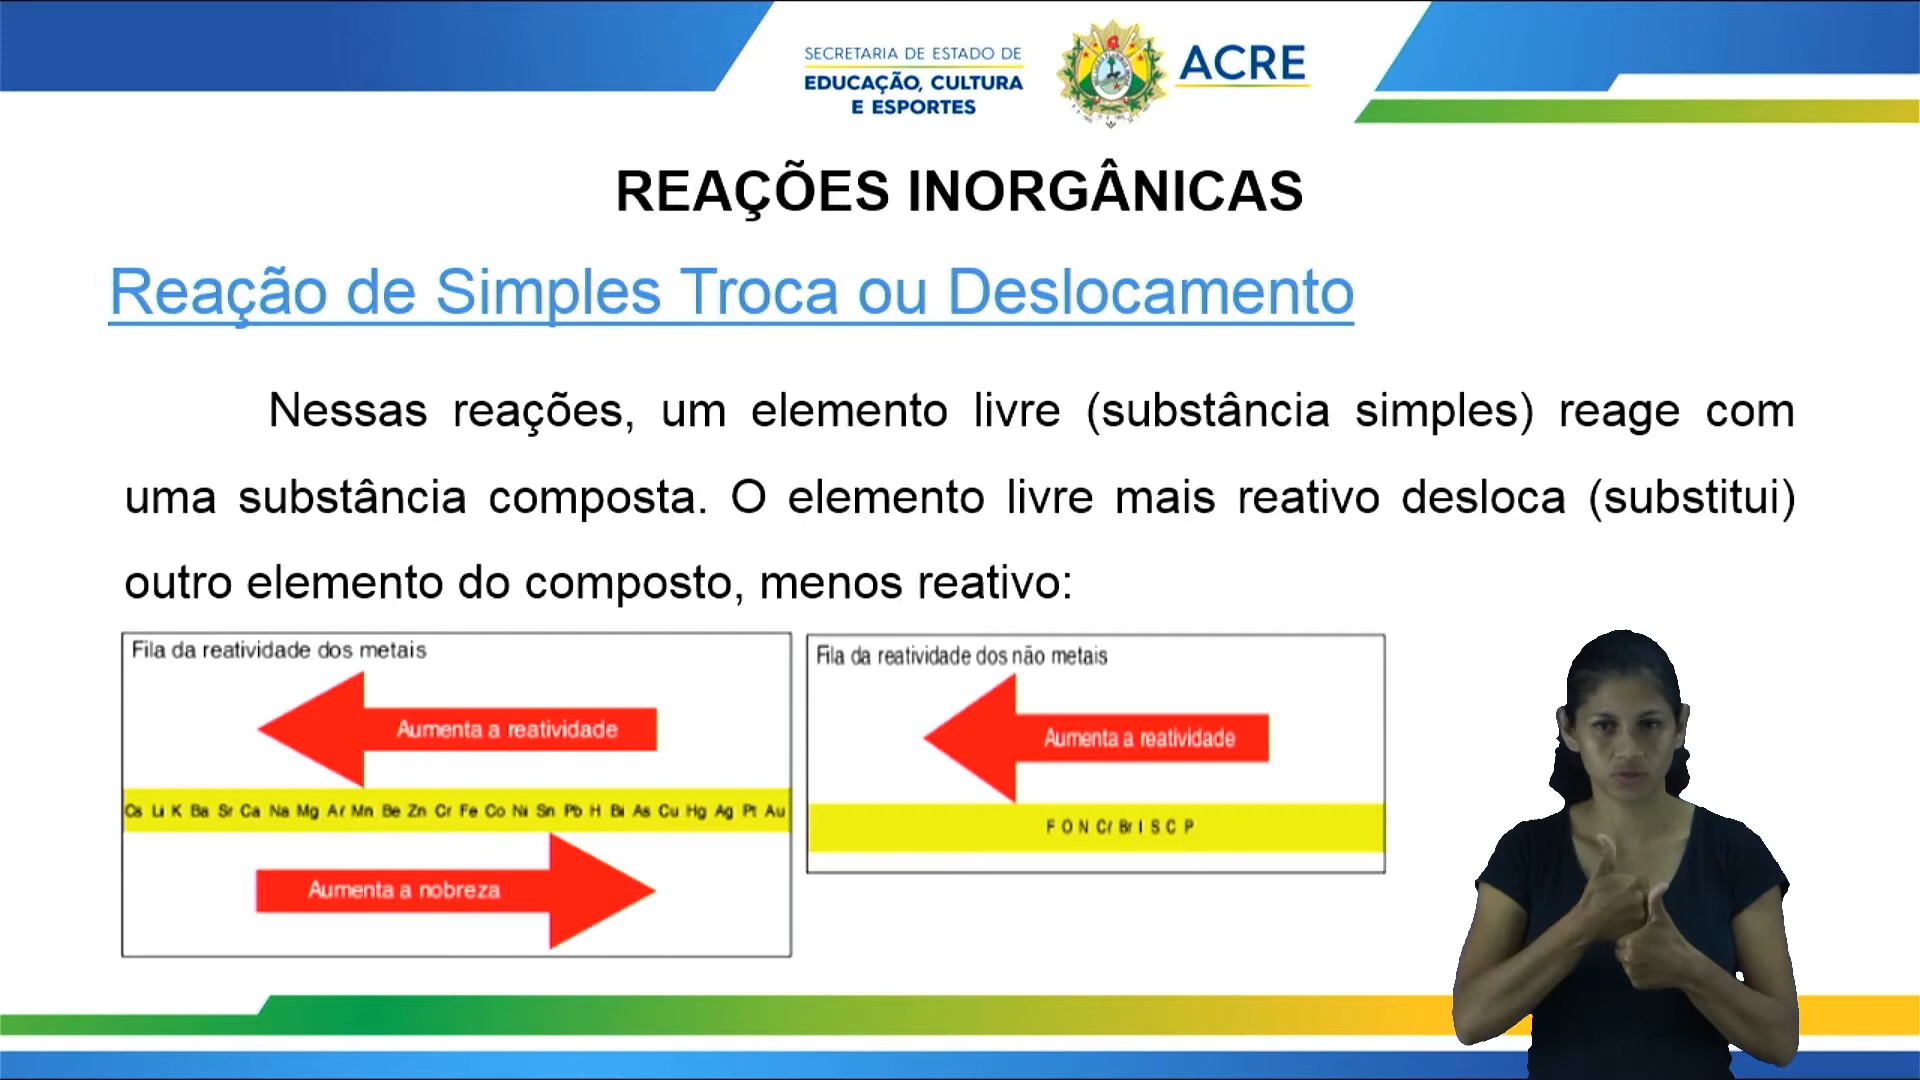 SECRETARIA DE ESTADO DE
EDUCAÇÃO, CULTURA
E ESPORTES
ACRE
REAÇÕES INORGÂNICAS
Reação de Simples Troca ou Deslocamento
Nessas reações, um elemento livre (substância simples) reage com
uma substância composta. O elemento livre mais reativo desloca (substitui)
outro elemento do composto, menos reativo:
Fila da reatividade dos metais
Aumenta a reatividade
Cs Li K Ba Sr Ca Na Mg Aℓ Mn Be Zn Cr Fe Co Ni Sn Pb H Bi As Cu Hg Ag Pt Au
Aumenta a nobreza
Fila da reatividade dos não metais
Aumenta a reatividade
F O N Cℓ Br I S C P